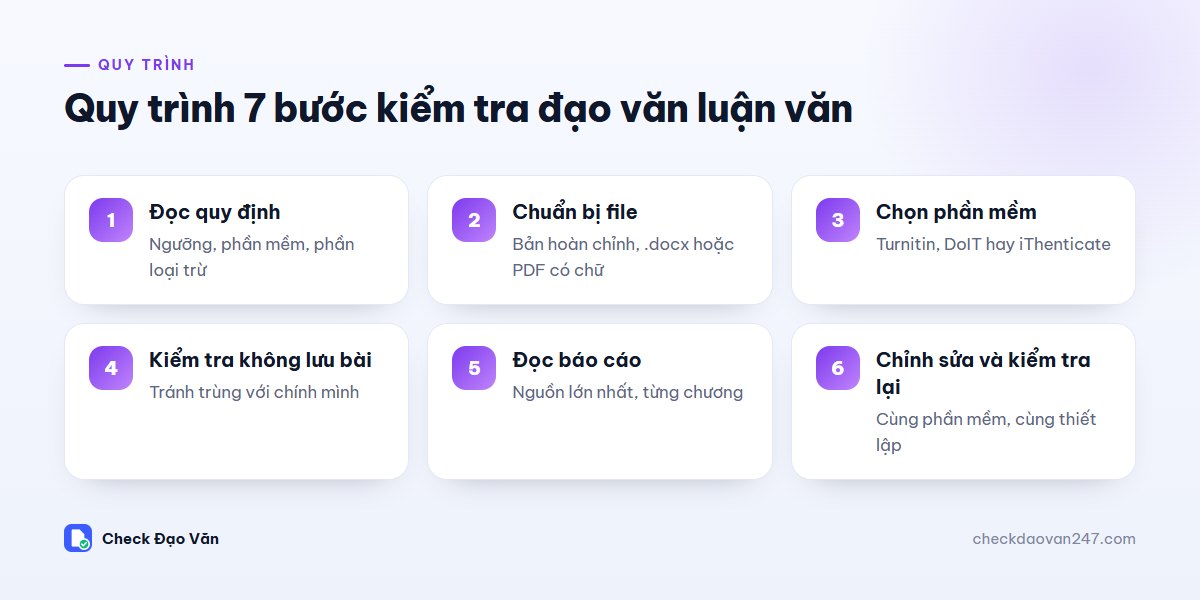 QUY TRÌNH
Quy trình 7 bước kiểm tra đạo văn luận văn
1
Đọc quy định
Ngưỡng, phần mềm, phần
loại trừ
2
Chuẩn bị file
Bản hoàn chỉnh, .docx hoặc
PDF có chữ
3
Chọn phần mềm
Turnitin, DoIT hay iThenticate
4
Kiểm tra không lưu bài
Tránh trùng với chính mình
5
Đọc báo cáo
Nguồn lớn nhất, từng chương
6
Chỉnh sửa và kiểm tra
lại
Cùng phần mềm, cùng thiết
lập
Check Đạo Văn
checkdaovan247.com